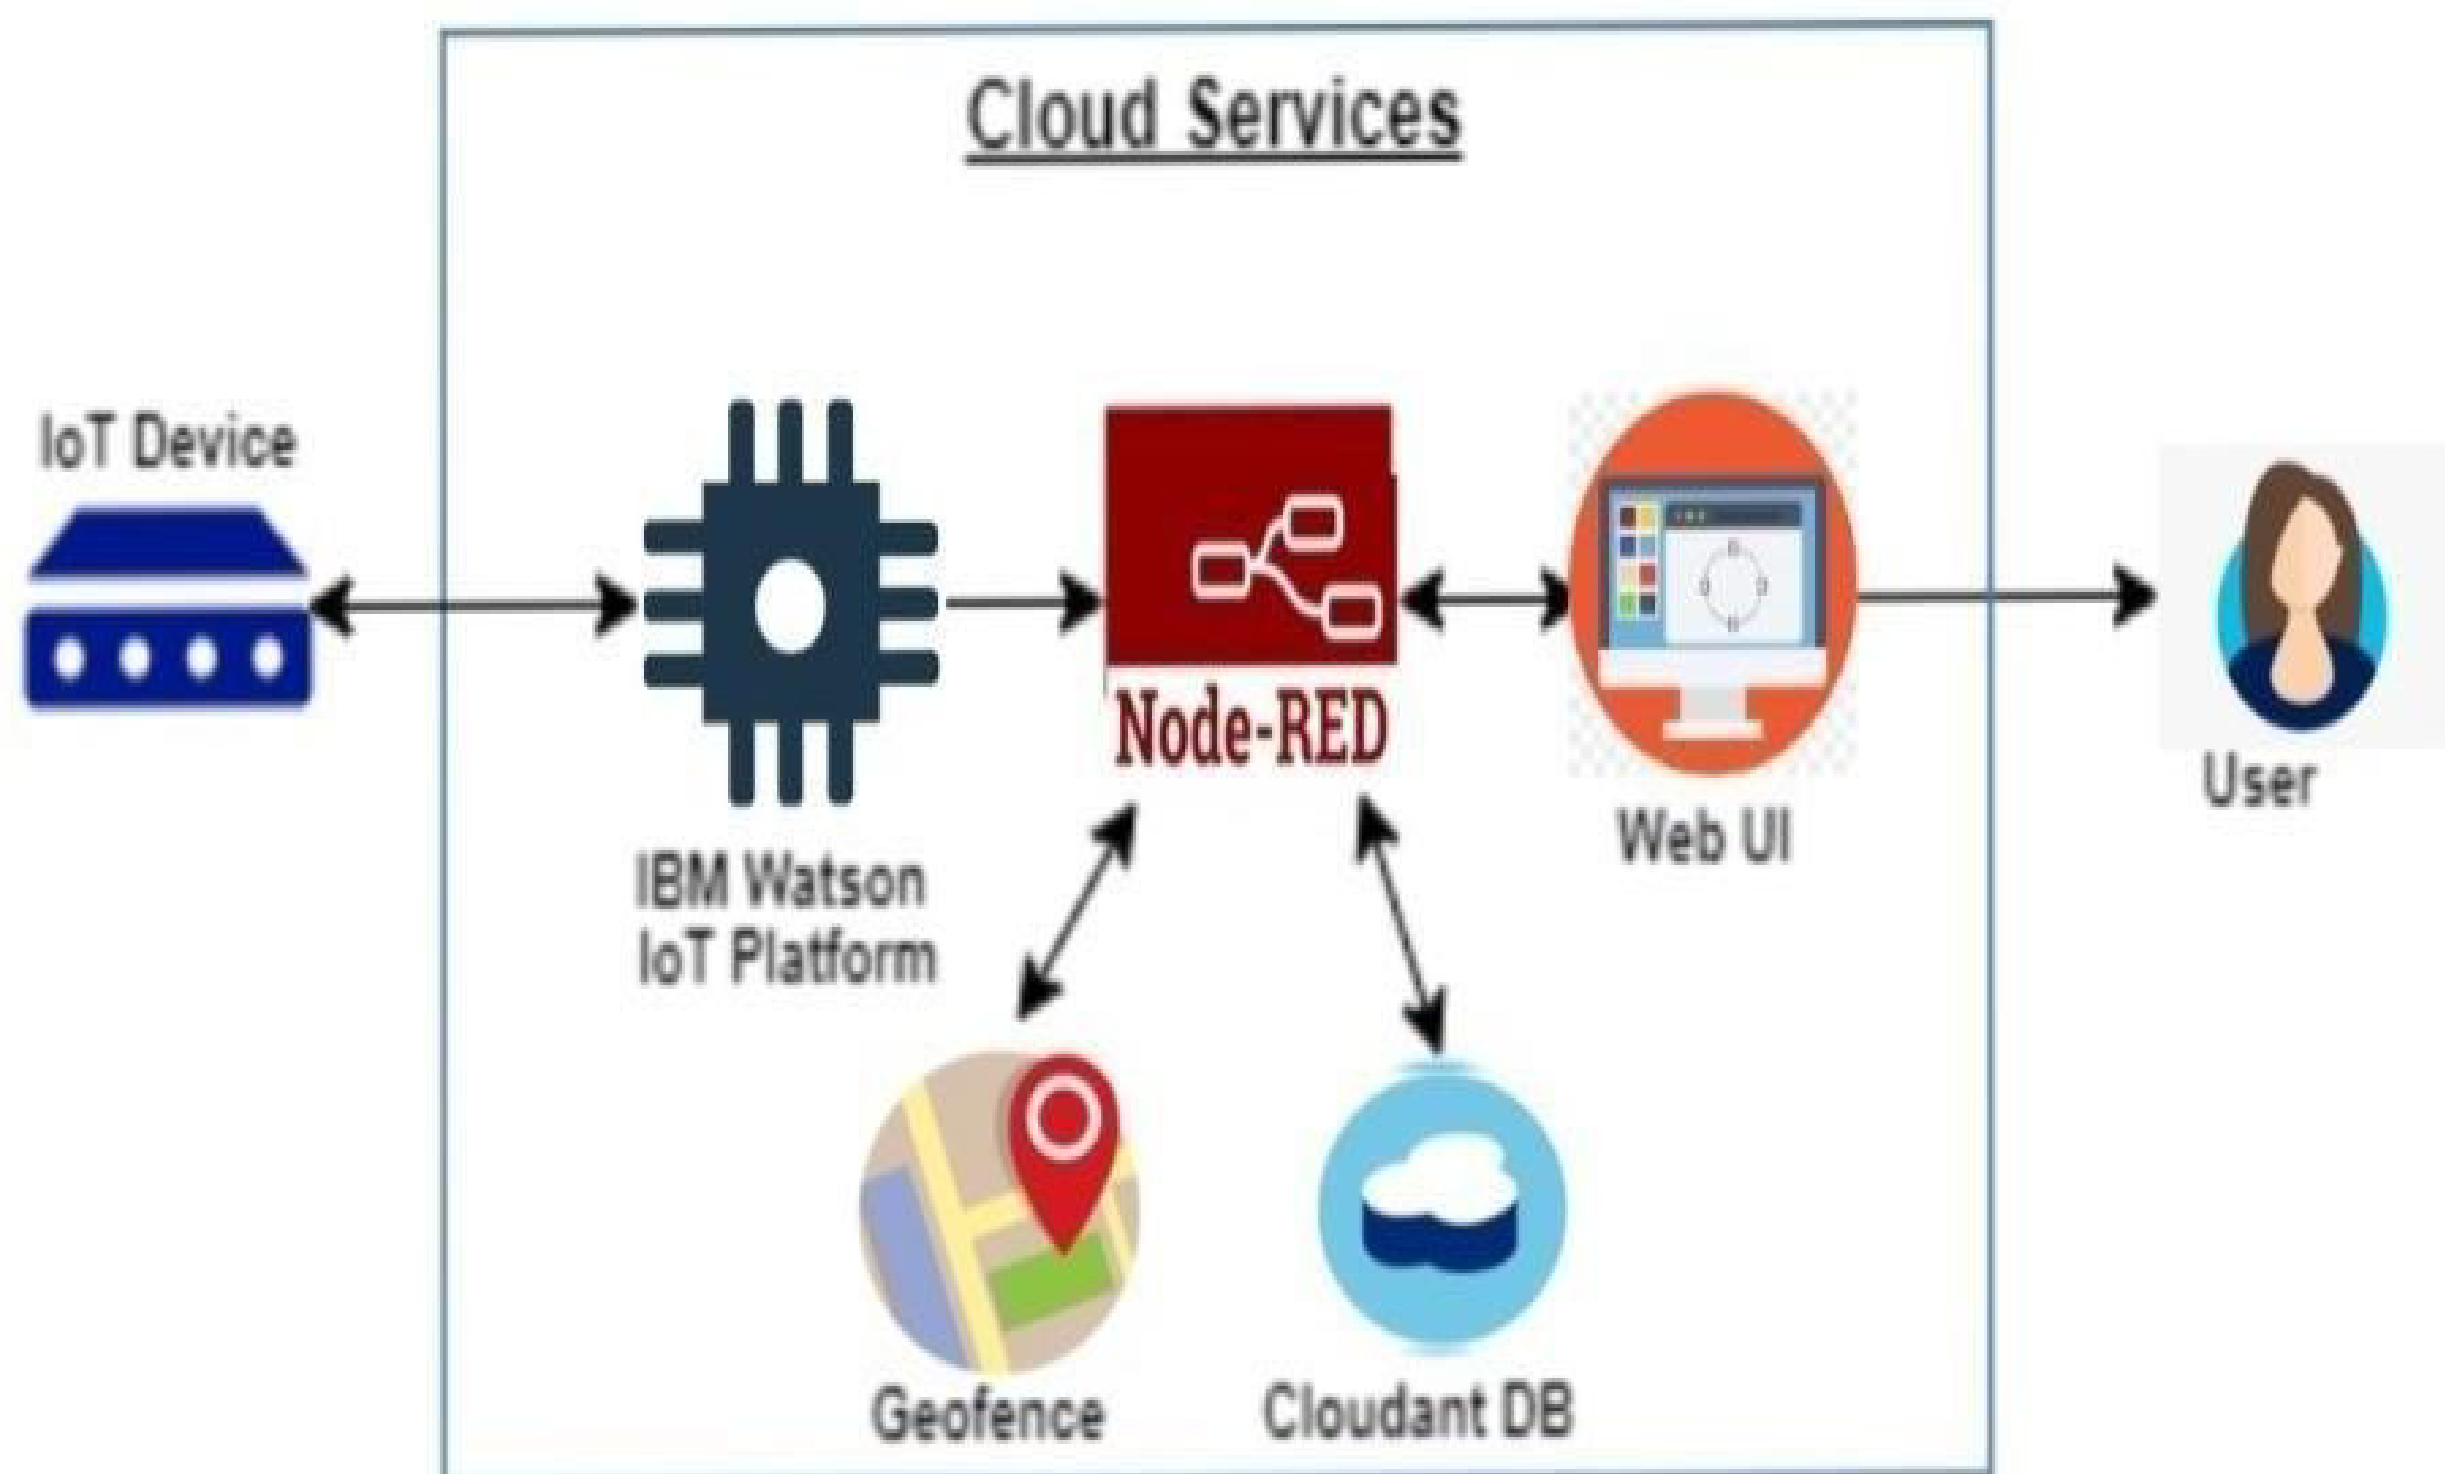 Cloud Services
IoT Device
Node-RED
User
Web UI
IBM Watson
IoT Platform
Geofence
Cloudant DB